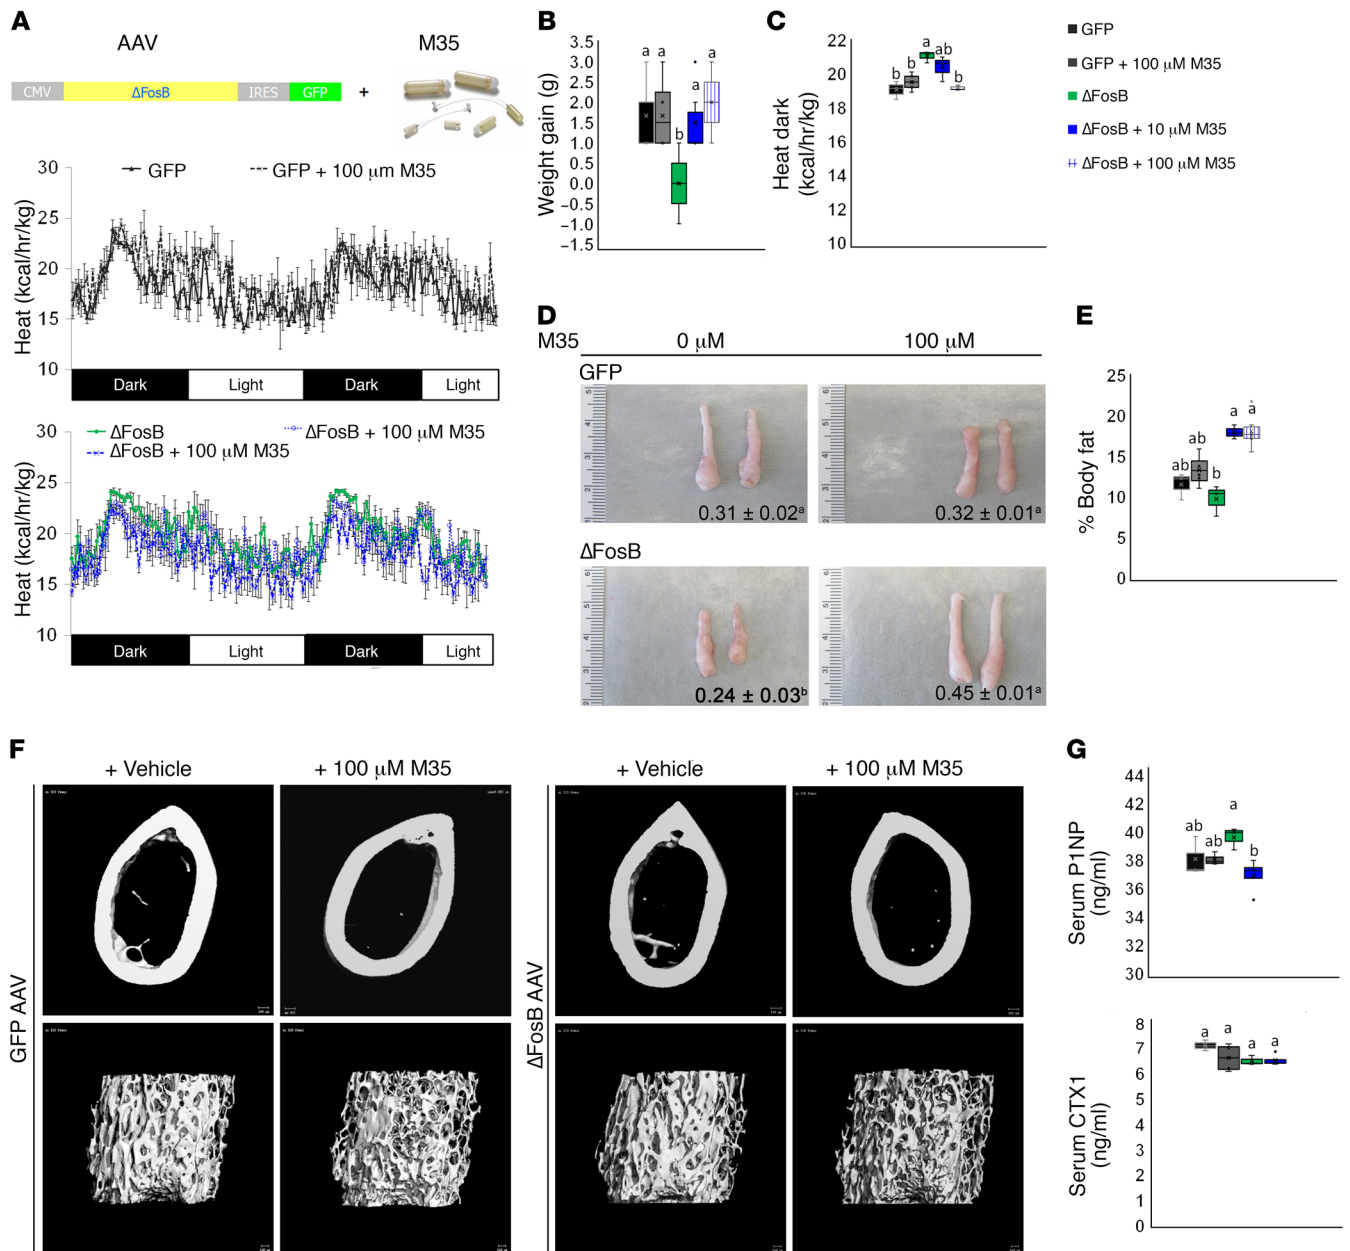 A
AAV
M35
CMV
ΔFosB
IRES
GFP
+
GFP
GFP + 100 μm M35
Heat (kcal/hr/kg)
30
25
20
15
10
Dark
Light
Dark
Light
ΔFosB
ΔFosB + 100 μM M35
ΔFosB + 100 μM M35
Heat (kcal/hr/kg)
30
25
20
15
10
Dark
Light
Dark
Light
B
Weight gain (g)
3.5
3.0
2.5
2.0
1.5
1.0
0.5
0.0
−0.5
−1.0
−1.5
a
a
b
a
a
C
Heat dark
(kcal/hr/kg)
22
20
18
16
14
12
10
b
b
a
ab
b
GFP
GFP + 100 μM M35
ΔFosB
ΔFosB + 10 μM M35
ΔFosB + 100 μM M35
D
M35
0 μM
100 μM
GFP
0.31 ± 0.02ᵃ
0.32 ± 0.01ᵃ
ΔFosB
0.24 ± 0.03ᵇ
0.45 ± 0.01ᵃ
E
% Body fat
25
20
15
10
5
0
ab
ab
b
a
a
F
+ Vehicle
+ 100 μM M35
+ Vehicle
+ 100 μM M35
GFP AAV
ΔFosB AAV
G
Serum P1NP
(ng/ml)
44
42
40
38
36
34
32
30
ab
ab
a
b
Serum CTX1
(ng/ml)
8
7
6
5
4
3
2
1
0
a
a
a
a